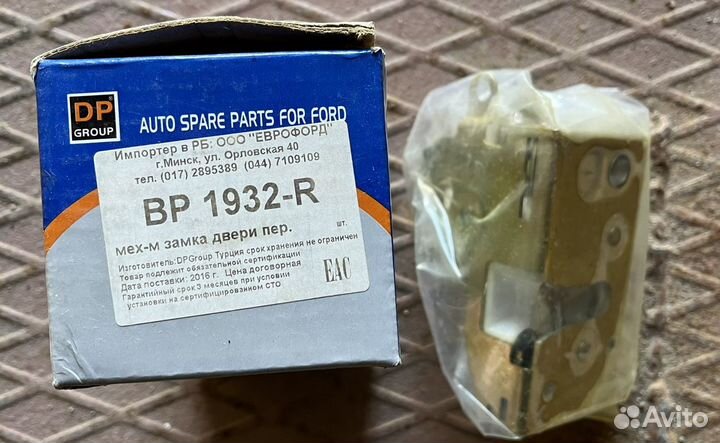 DP
GROUP
AUTO SPARE PARTS FOR FORD
Импортер в РБ: ООО "ЕВРОФОРД"
г.Минск, ул. Орловская 40
тел. (017) 2895389 (044) 7109109
BP 1932-R
мех-м замка двери пер.
шт.
Изготовитель:DPGroup Турция срок хранения не ограничен
Товар подлежит обязательной сертификации
Дата поставки: 2016 г. Цена договорная
Гарантийный срок 3 месяцев при условии
установки на сертифицированном СТО
EAC
Avito